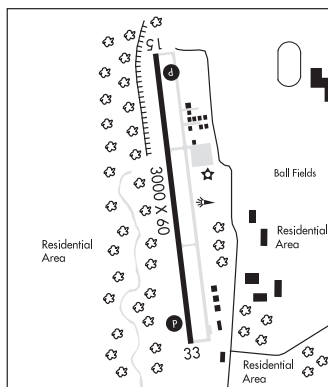 15
P
Ball Fields
3000 X 60
Residential
Area
Residential
Area
P
33
Residential
Area